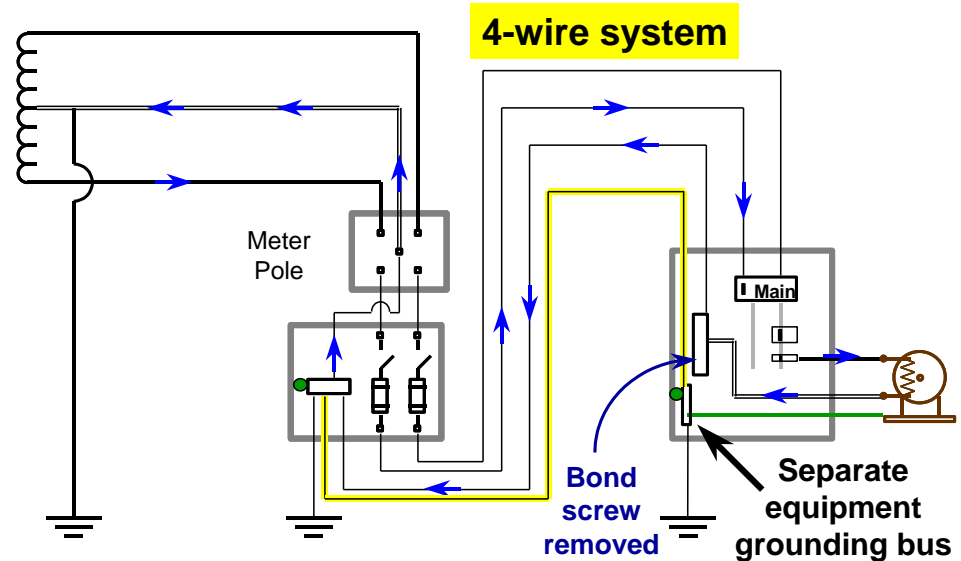 4-wire system
Meter
Pole
Main
Bond
screw
removed
Separate
equipment
grounding bus